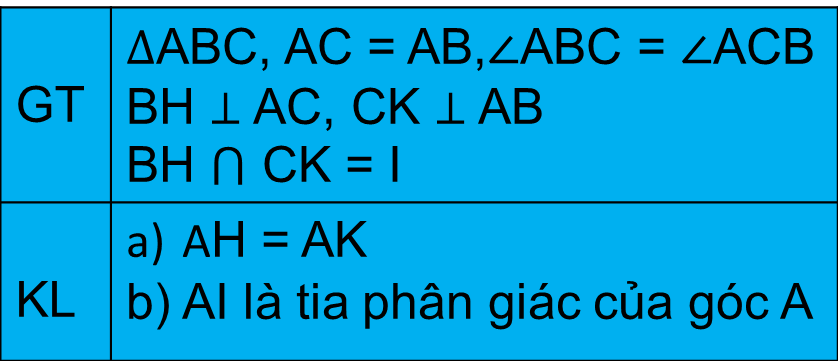 GT
ΔABC, AC = AB,∠ABC = ∠ACB
BH ⊥ AC, CK ⊥ AB
BH ∩ CK = I
KL
a) AH = AK
b) AI là tia phân giác của góc A